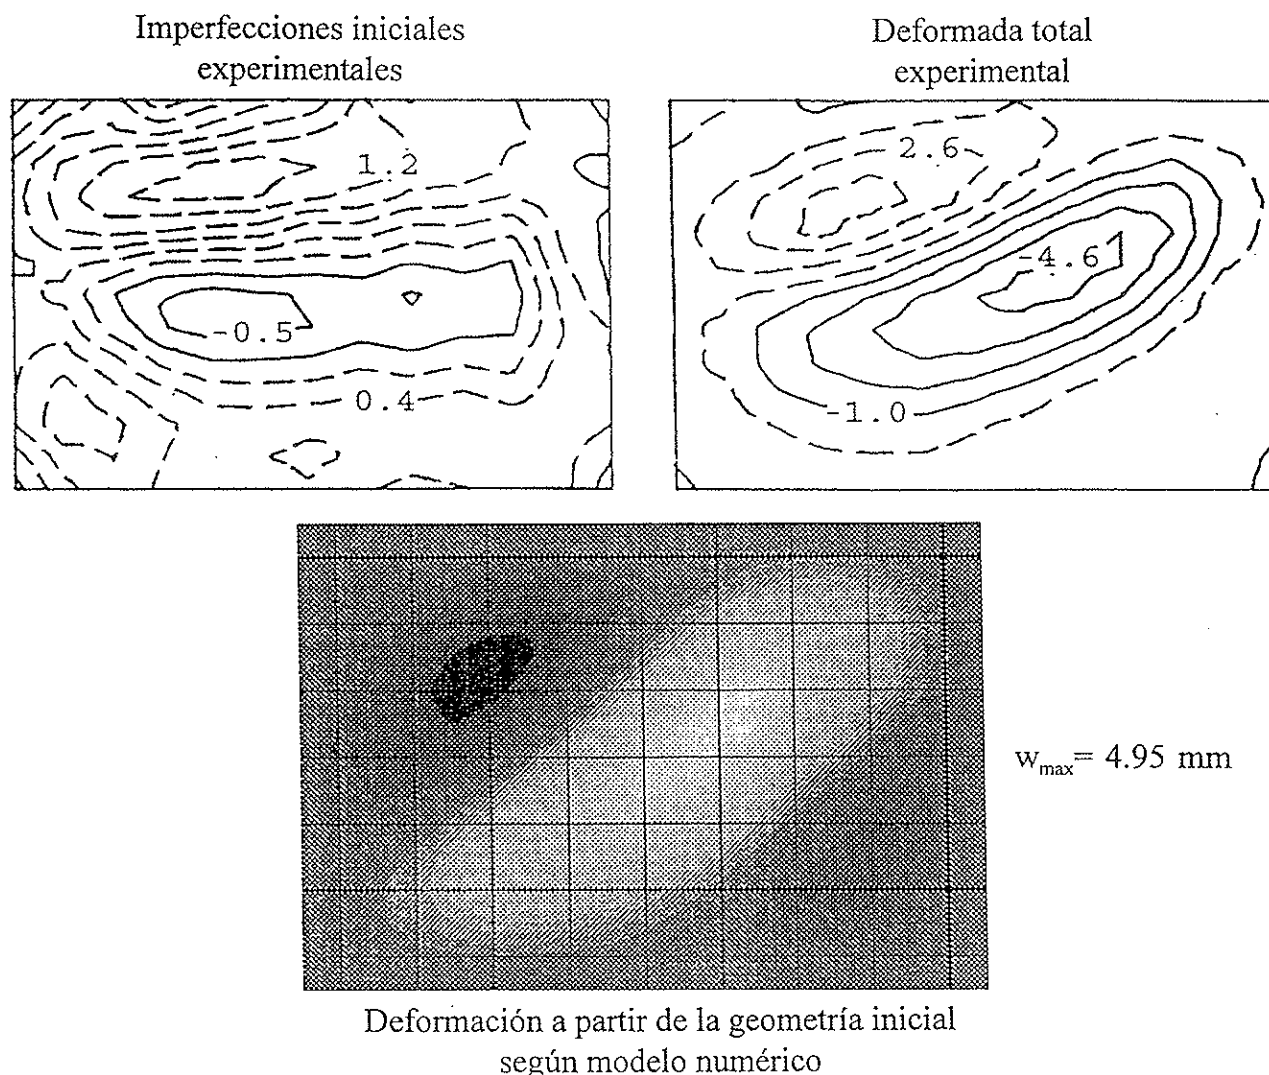 Imperfecciones iniciales
experimentales
Deformada total
experimental
1.2
-0.5
0.4
2.6
-4.6
-1.0
wmax= 4.95 mm
Deformación a partir de la geometría inicial
según modelo numérico